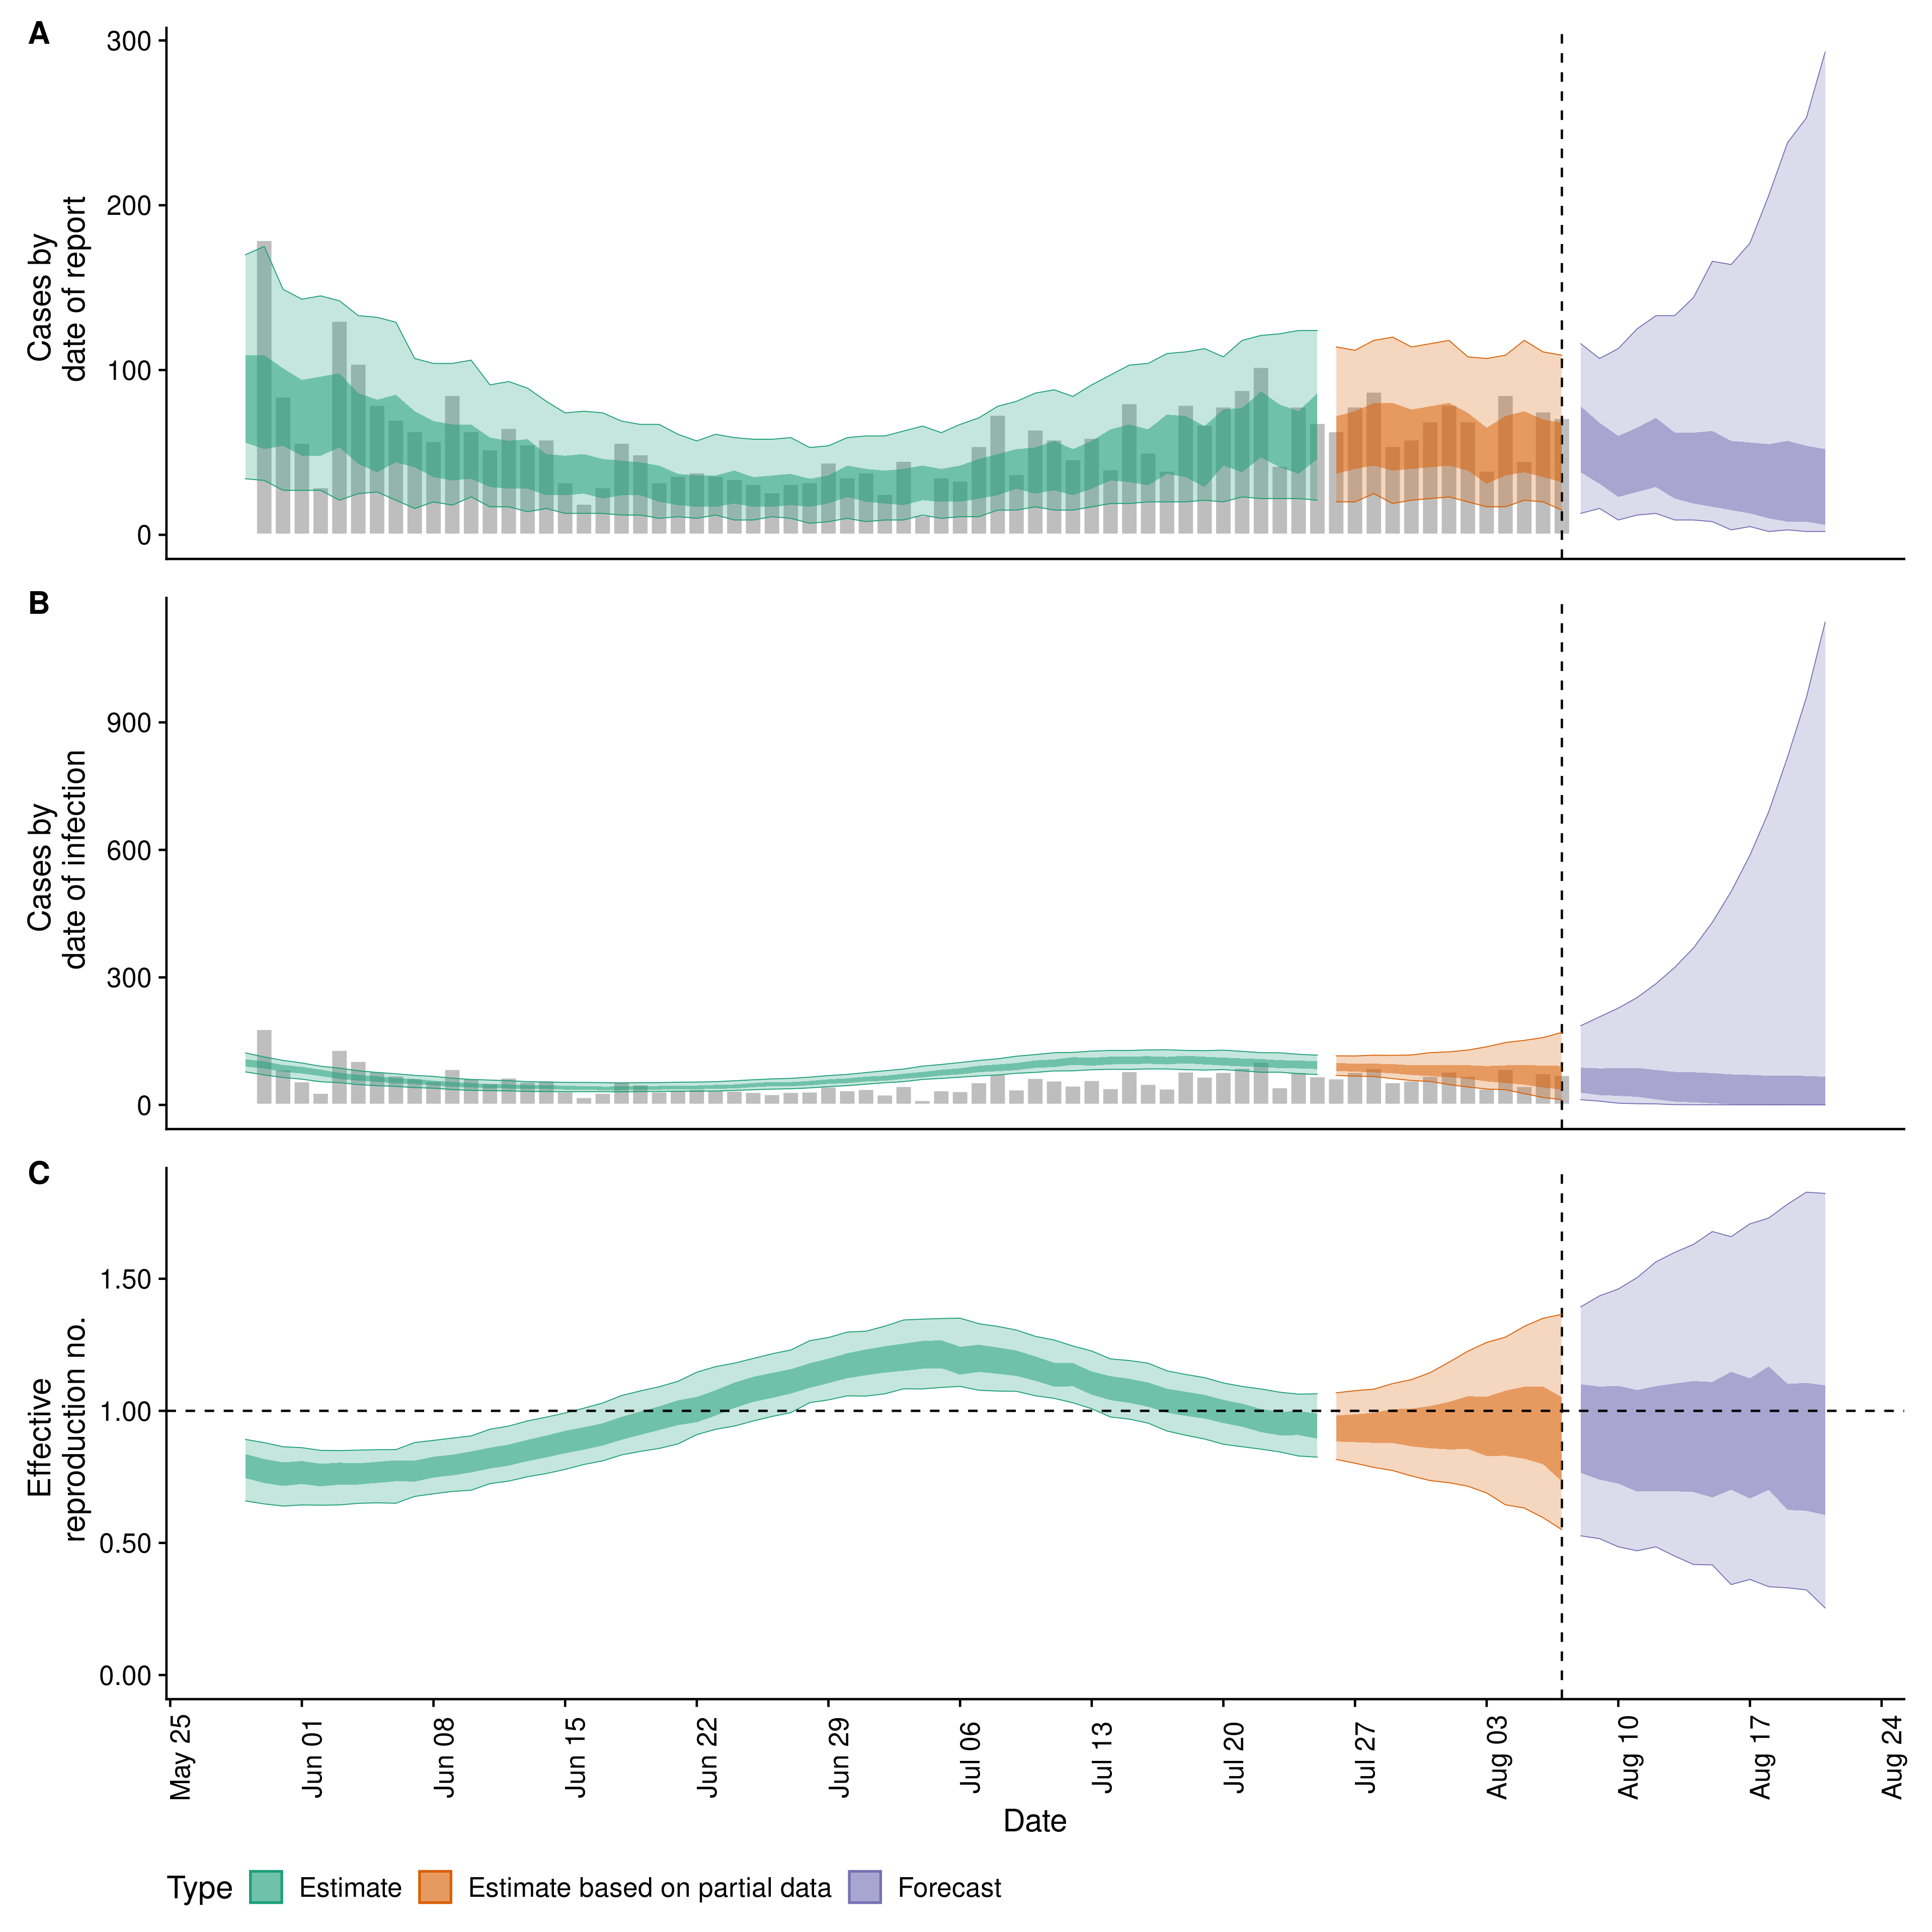 A
300
200
100
0
Cases by
date of report
B
900
600
300
0
Cases by
date of infection
C
1.50
1.00
0.50
0.00
Effective
reproduction no.
May 25
Jun 01
Jun 08
Jun 15
Jun 22
Jun 29
Jul 06
Jul 13
Jul 20
Jul 27
Aug 03
Aug 10
Aug 17
Aug 24
Date
Type Estimate Estimate based on partial data Forecast